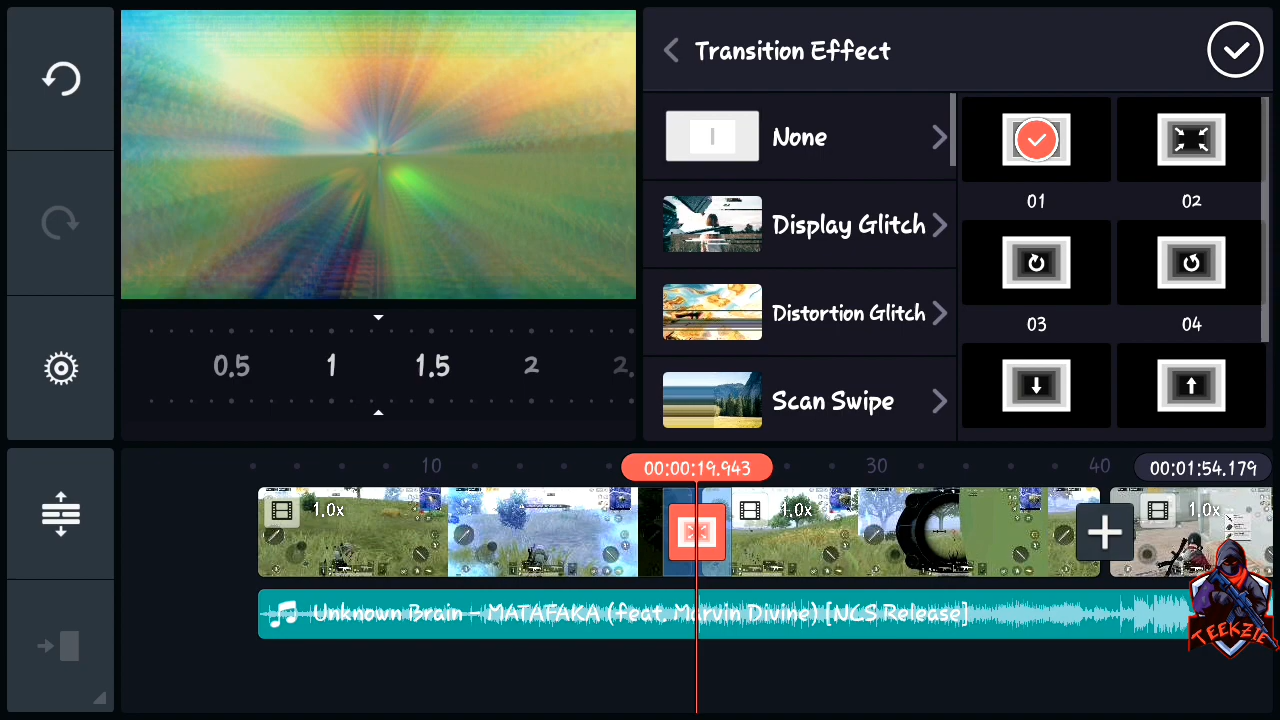 Transition Effect
None
Display Glitch
Distortion Glitch
Scan Swipe
01
02
03
04
0.5
1
1.5
2
2.
10
00:00:19.943
30
40
00:01:54.179
1.0x
1.0x
1.0x
Unknown Brain - MATAFAKA (feat. Marvin Divine) [NCS Release]
TEEKZIE